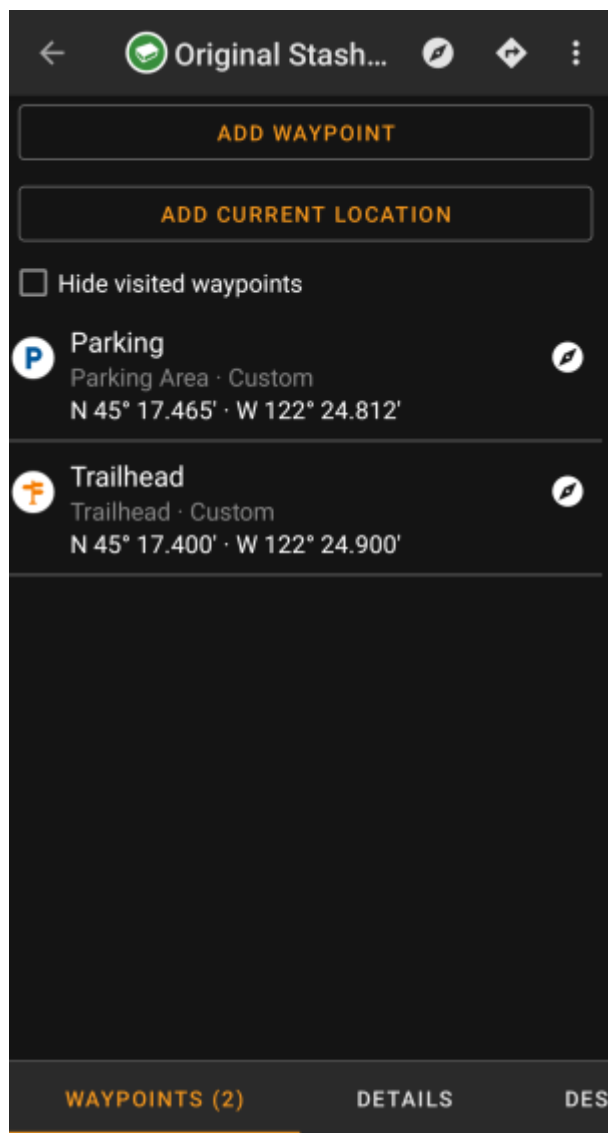 Original Stash...
ADD WAYPOINT
ADD CURRENT LOCATION
Hide visited waypoints
P
Parking
Parking Area · Custom
N 45° 17.465' · W 122° 24.812'
Trailhead
Trailhead · Custom
N 45° 17.400' · W 122° 24.900'
WAYPOINTS (2) DETAILS DES